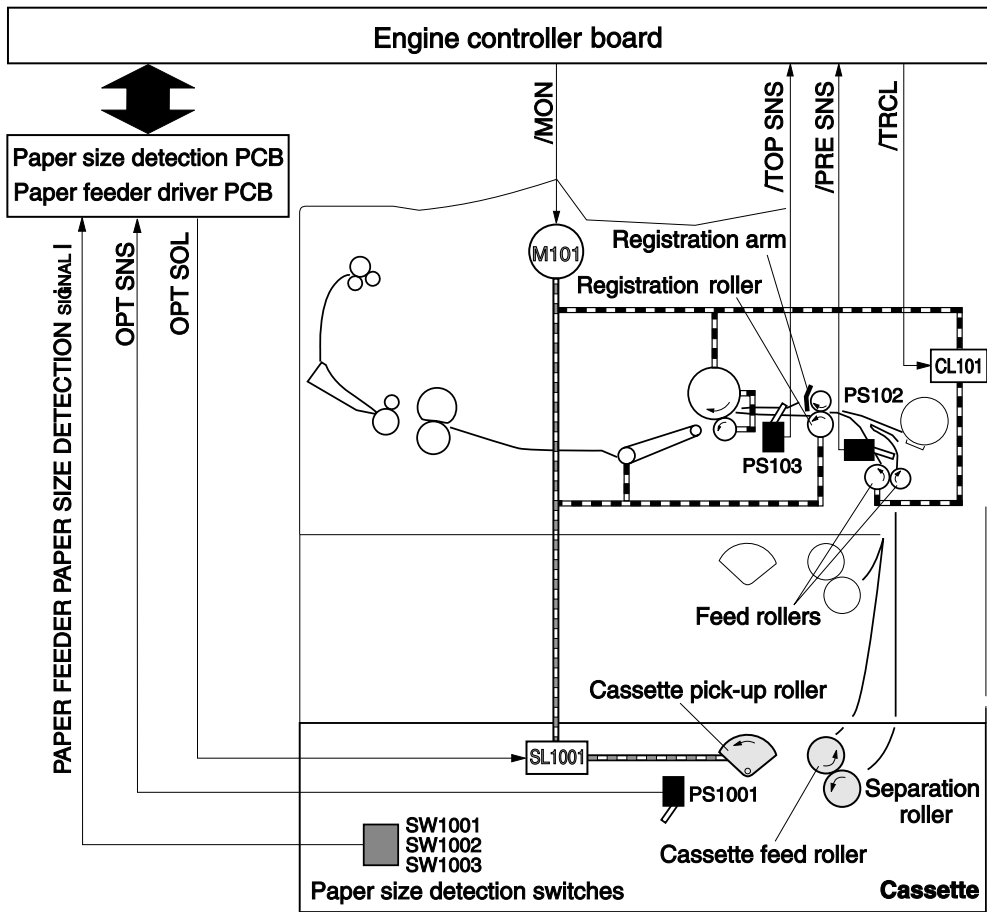 Engine controller board
/MON
/TOP SNS
/PRE SNS
/TRCL
Paper size detection PCB
Paper feeder driver PCB
PAPER FEEDER PAPER SIZE DETECTION SIGNAL I
OPT SNS
OPT SOL
M101
Registration arm
Registration roller
CL101
PS102
PS103
Feed rollers
Cassette pick-up roller
SL1001
PS1001
Separation
roller
SW1001
SW1002
SW1003
Cassette feed roller
Paper size detection switches
Cassette